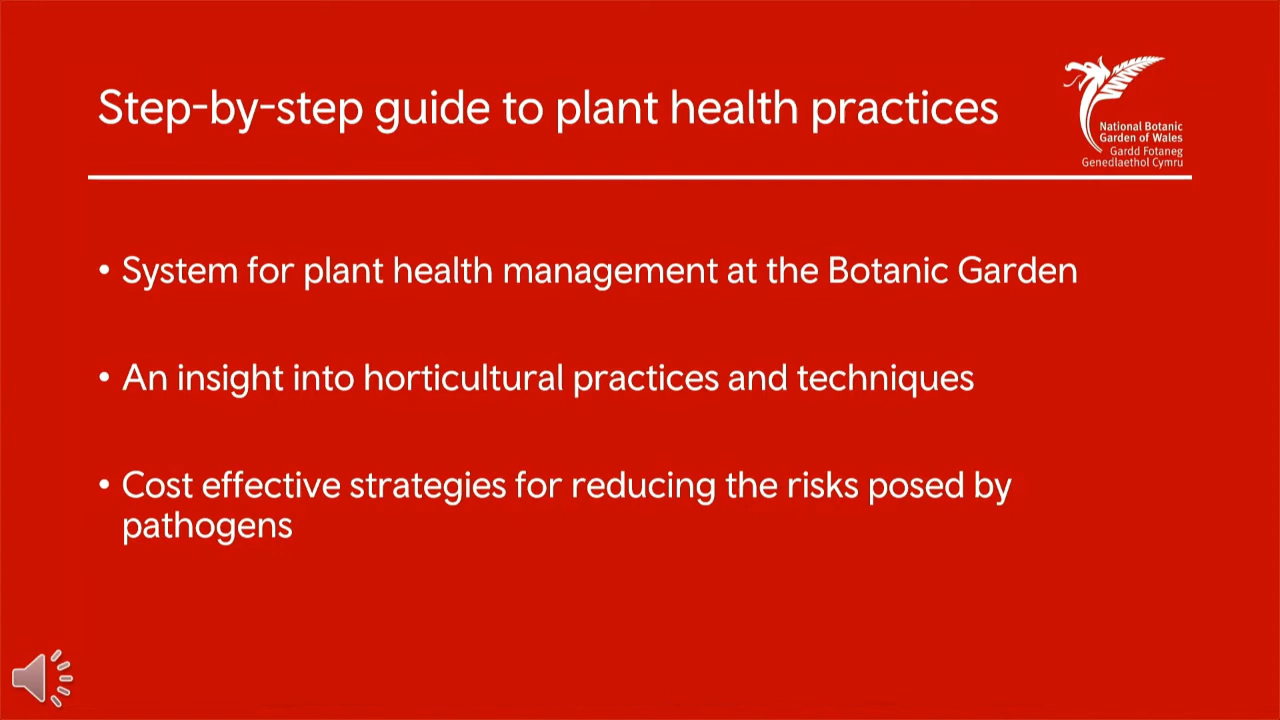 Step-by-step guide to plant health practices
National Botanic
Garden of Wales
Gardd Fotaneg
Genedlaethol Cymru
• System for plant health management at the Botanic Garden
• An insight into horticultural practices and techniques
• Cost effective strategies for reducing the risks posed by
pathogens